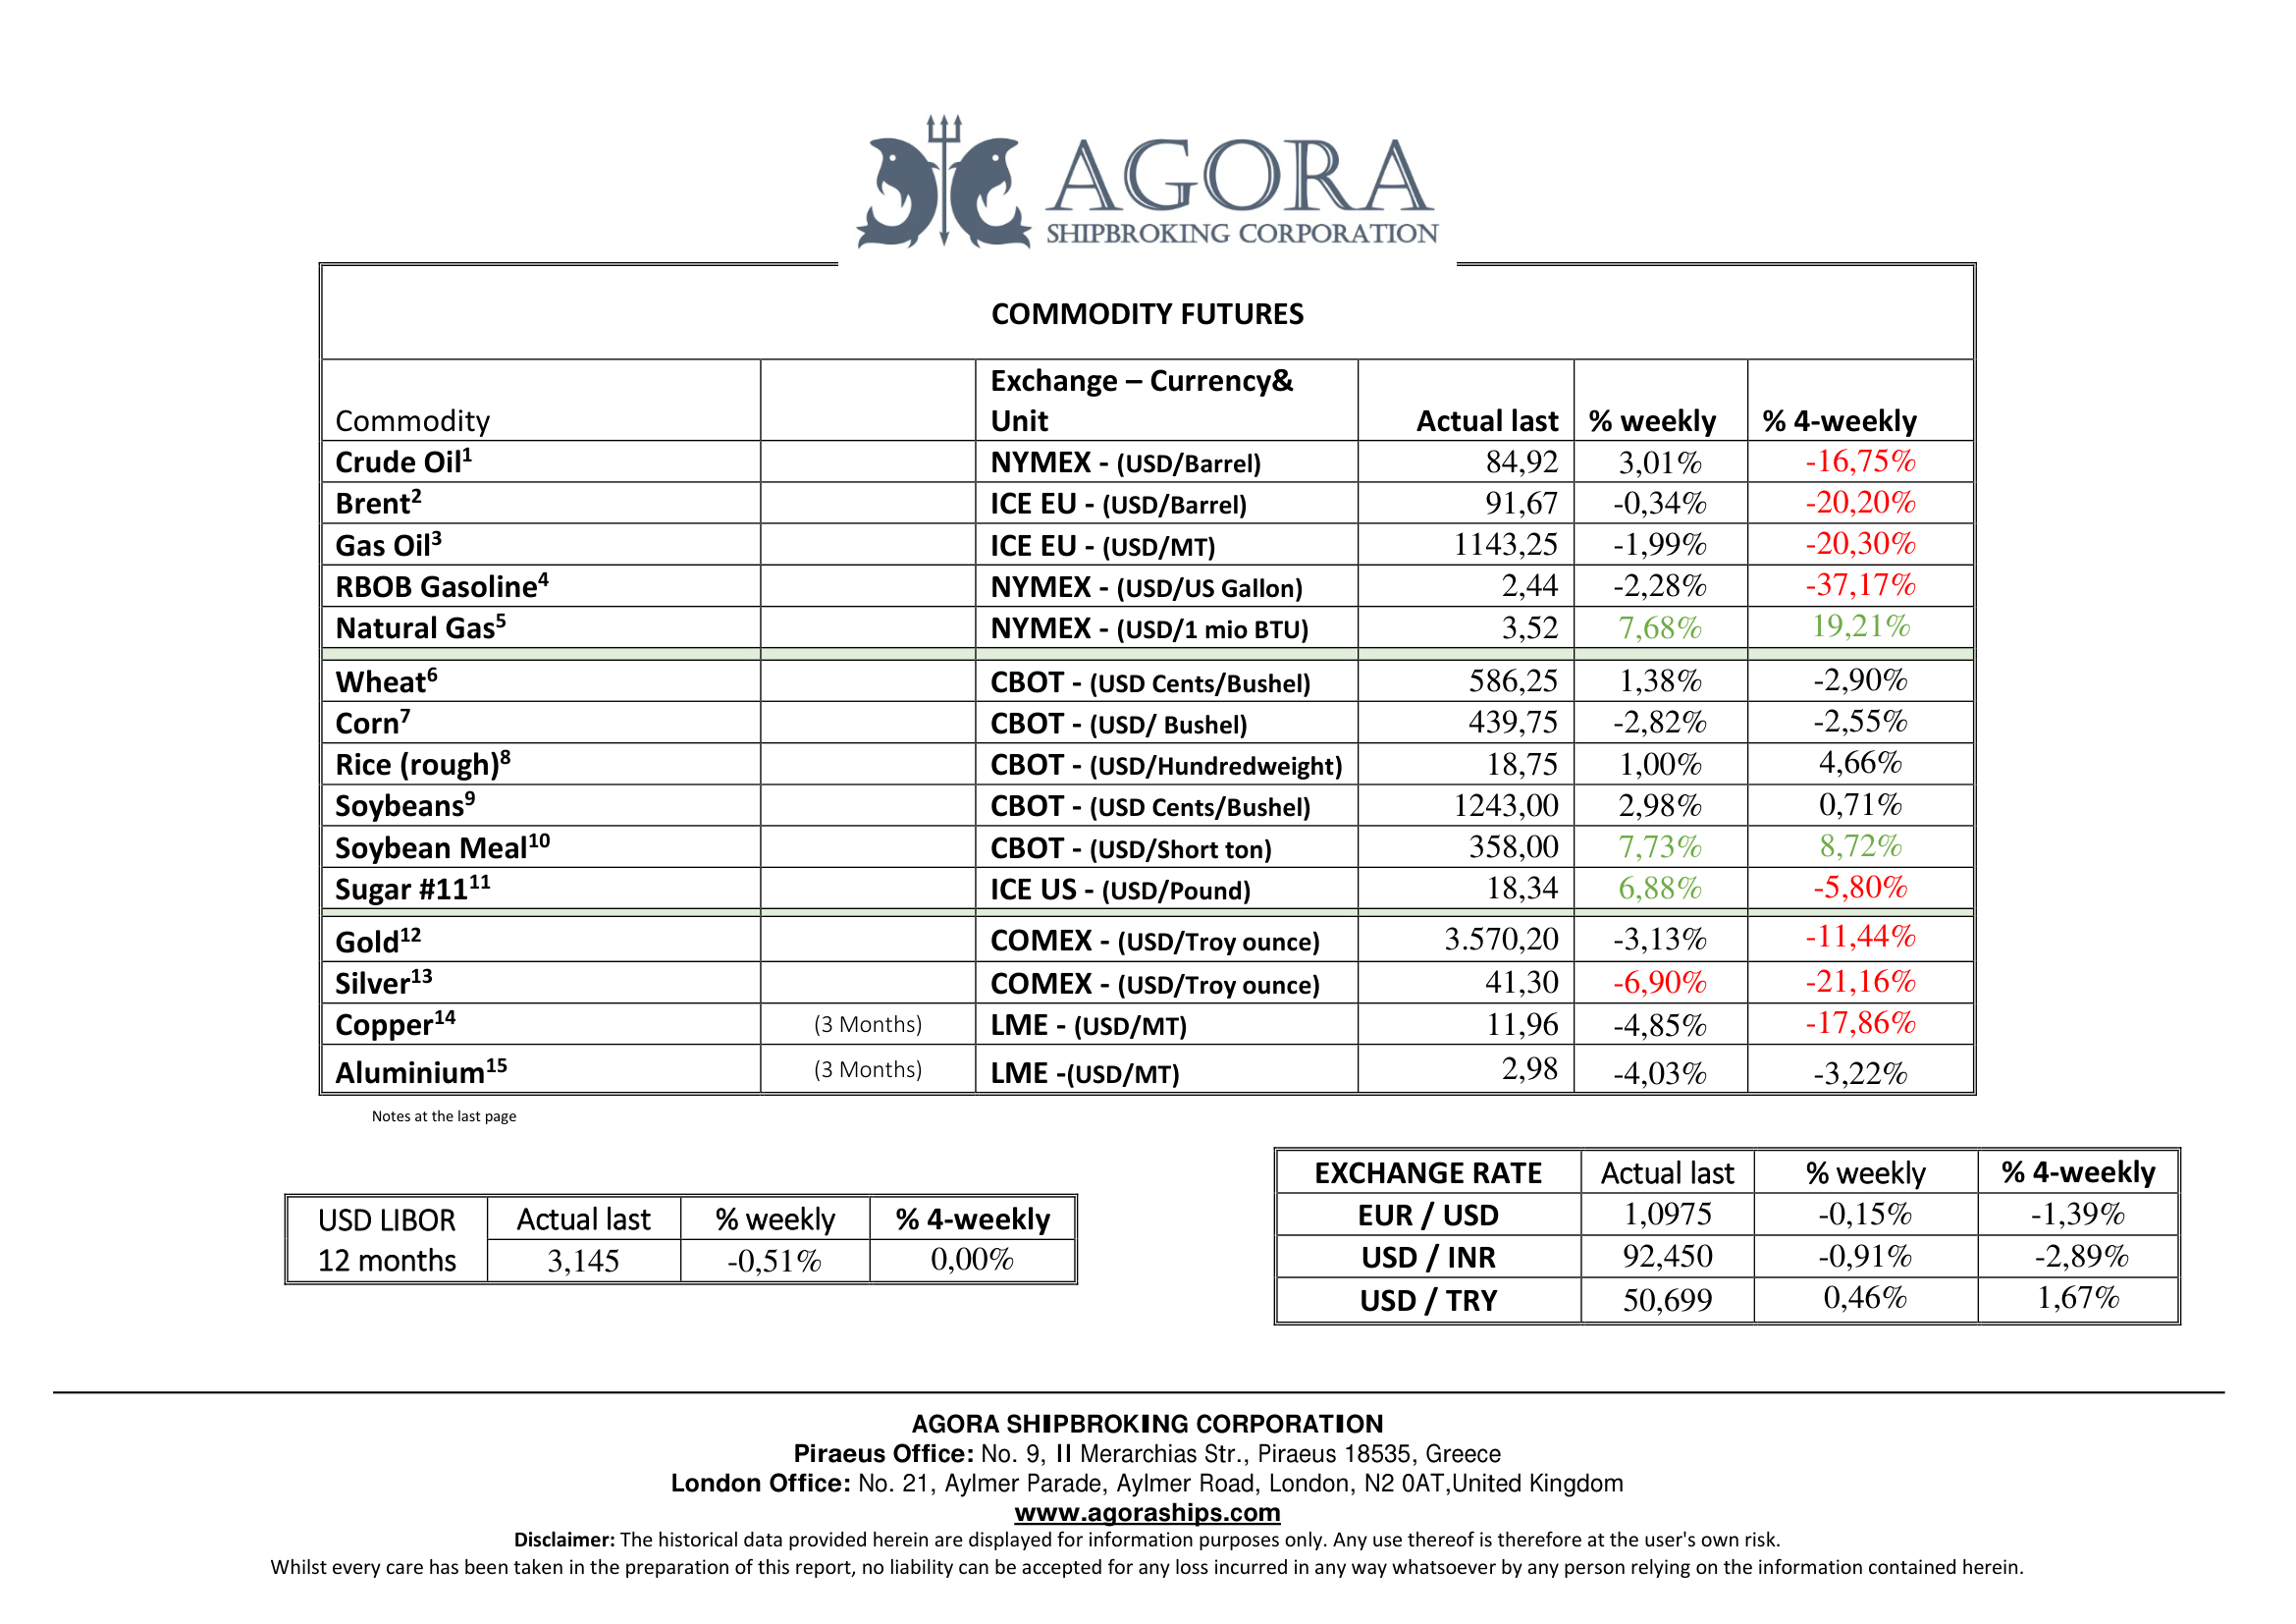 AGORA
SHIPBROKING CORPORATION
COMMODITY FUTURES
Commodity Exchange – Currency& Unit Actual last % weekly % 4-weekly
Crude Oil¹ NYMEX - (USD/Barrel) 84,92 3,01% -16,75%
Brent² ICE EU - (USD/Barrel) 91,67 -0,34% -20,20%
Gas Oil³ ICE EU - (USD/MT) 1143,25 -1,99% -20,30%
RBOB Gasoline⁴ NYMEX - (USD/US Gallon) 2,44 -2,28% -37,17%
Natural Gas⁵ NYMEX - (USD/1 mio BTU) 3,52 7,68% 19,21%
Wheat⁶ CBOT - (USD Cents/Bushel) 586,25 1,38% -2,90%
Corn⁷ CBOT - (USD/ Bushel) 439,75 -2,82% -2,55%
Rice (rough)⁸ CBOT - (USD/Hundredweight) 18,75 1,00% 4,66%
Soybeans⁹ CBOT - (USD Cents/Bushel) 1243,00 2,98% 0,71%
Soybean Meal¹⁰ CBOT - (USD/Short ton) 358,00 7,73% 8,72%
Sugar #11¹¹ ICE US - (USD/Pound) 18,34 6,88% -5,80%
Gold¹² COMEX - (USD/Troy ounce) 3.570,20 -3,13% -11,44%
Silver¹³ COMEX - (USD/Troy ounce) 41,30 -6,90% -21,16%
Copper¹⁴ (3 Months) LME - (USD/MT) 11,96 -4,85% -17,86%
Aluminium¹⁵ (3 Months) LME -(USD/MT) 2,98 -4,03% -3,22%
Notes at the last page
USD LIBOR Actual last % weekly % 4-weekly
12 months 3,145 -0,51% 0,00%
EXCHANGE RATE Actual last % weekly % 4-weekly
EUR / USD 1,0975 -0,15% -1,39%
USD / INR 92,450 -0,91% -2,89%
USD / TRY 50,699 0,46% 1,67%
AGORA SHIPBROKING CORPORATION
Piraeus Office: No. 9, II Merarchias Str., Piraeus 18535, Greece
London Office: No. 21, Aylmer Parade, Aylmer Road, London, N2 0AT,United Kingdom
www.agoraships.com
Disclaimer: The historical data provided herein are displayed for information purposes only. Any use thereof is therefore at the user's own risk.
Whilst every care has been taken in the preparation of this report, no liability can be accepted for any loss incurred in any way whatsoever by any person relying on the information contained herein.